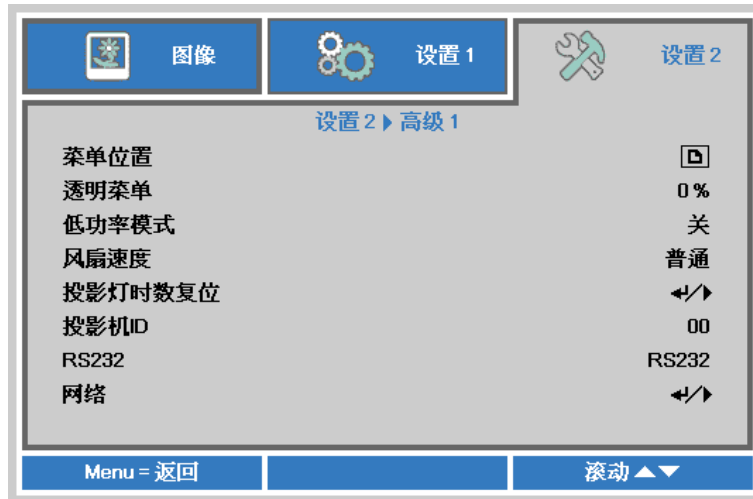 图像 设置 1 设置 2
设置 2 高级 1
菜单位置
透明菜单 0 %
低功率模式 关
风扇速度 普通
投影灯时数复位
投影机ID 00
RS232 RS232
网络
Menu = 返回 滚动